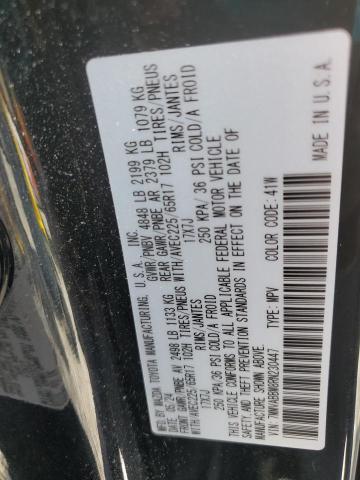 MFD BY MAZDA TOYOTA MANUFACTURING, U.S.A., INC.
DATE 05/24 GVWR/PNBV 4848 LB 2199 KG
GAWR FRONT/PNBE AV 2498 LB 1133 KG REAR GAWR/PNBE AR 2379 LB 1079 KG
WITH/AVEC225/65R17 102H TIRES/PNEUS WITH/AVEC225/65R17 102H TIRES/PNEUS
17X7J RIMS/JANTES 17X7J RIMS/JANTES
250 KPA/36 PSI COLD/A FROID 250 KPA/ 36 PSI COLD/A FROID
THIS VEHICLE CONFORMS TO ALL APPLICABLE FEDERAL MOTOR VEHICLE
SAFETY AND THEFT PREVENTION STANDARDS IN EFFECT ON THE DATE OF
MANUFACTURE SHOWN ABOVE.
COLOR CODE: 41W
TYPE: MPV
MADE IN U.S.A.